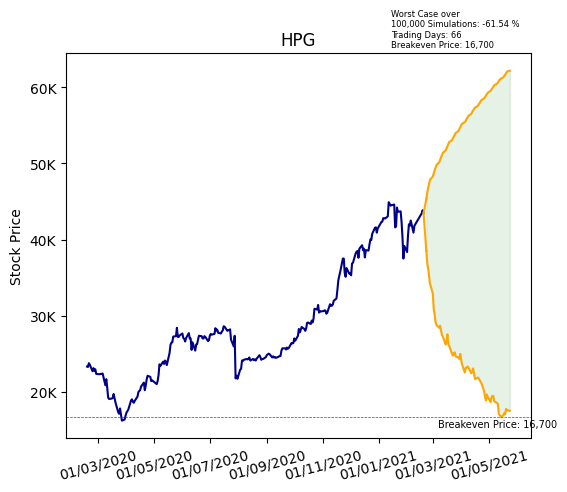 Worst Case over
100,000 Simulations: -61.54 %
Trading Days: 66
Breakeven Price: 16,700
HPG
Stock Price
60K
50K
40K
30K
20K
Breakeven Price: 16,700
01/03/2020
01/05/2020
01/07/2020
01/09/2020
01/11/2020
01/01/2021
01/03/2021
01/05/2021